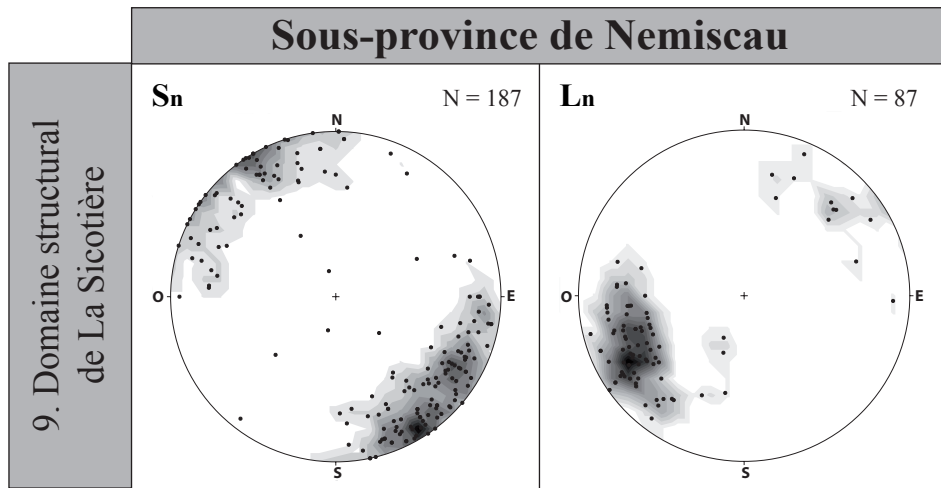 Sous-province de Nemiscau
9. Domaine structural
de La Sicotière
Sn
N = 187
N
O
E
S
Ln
N = 87
N
O
E
S